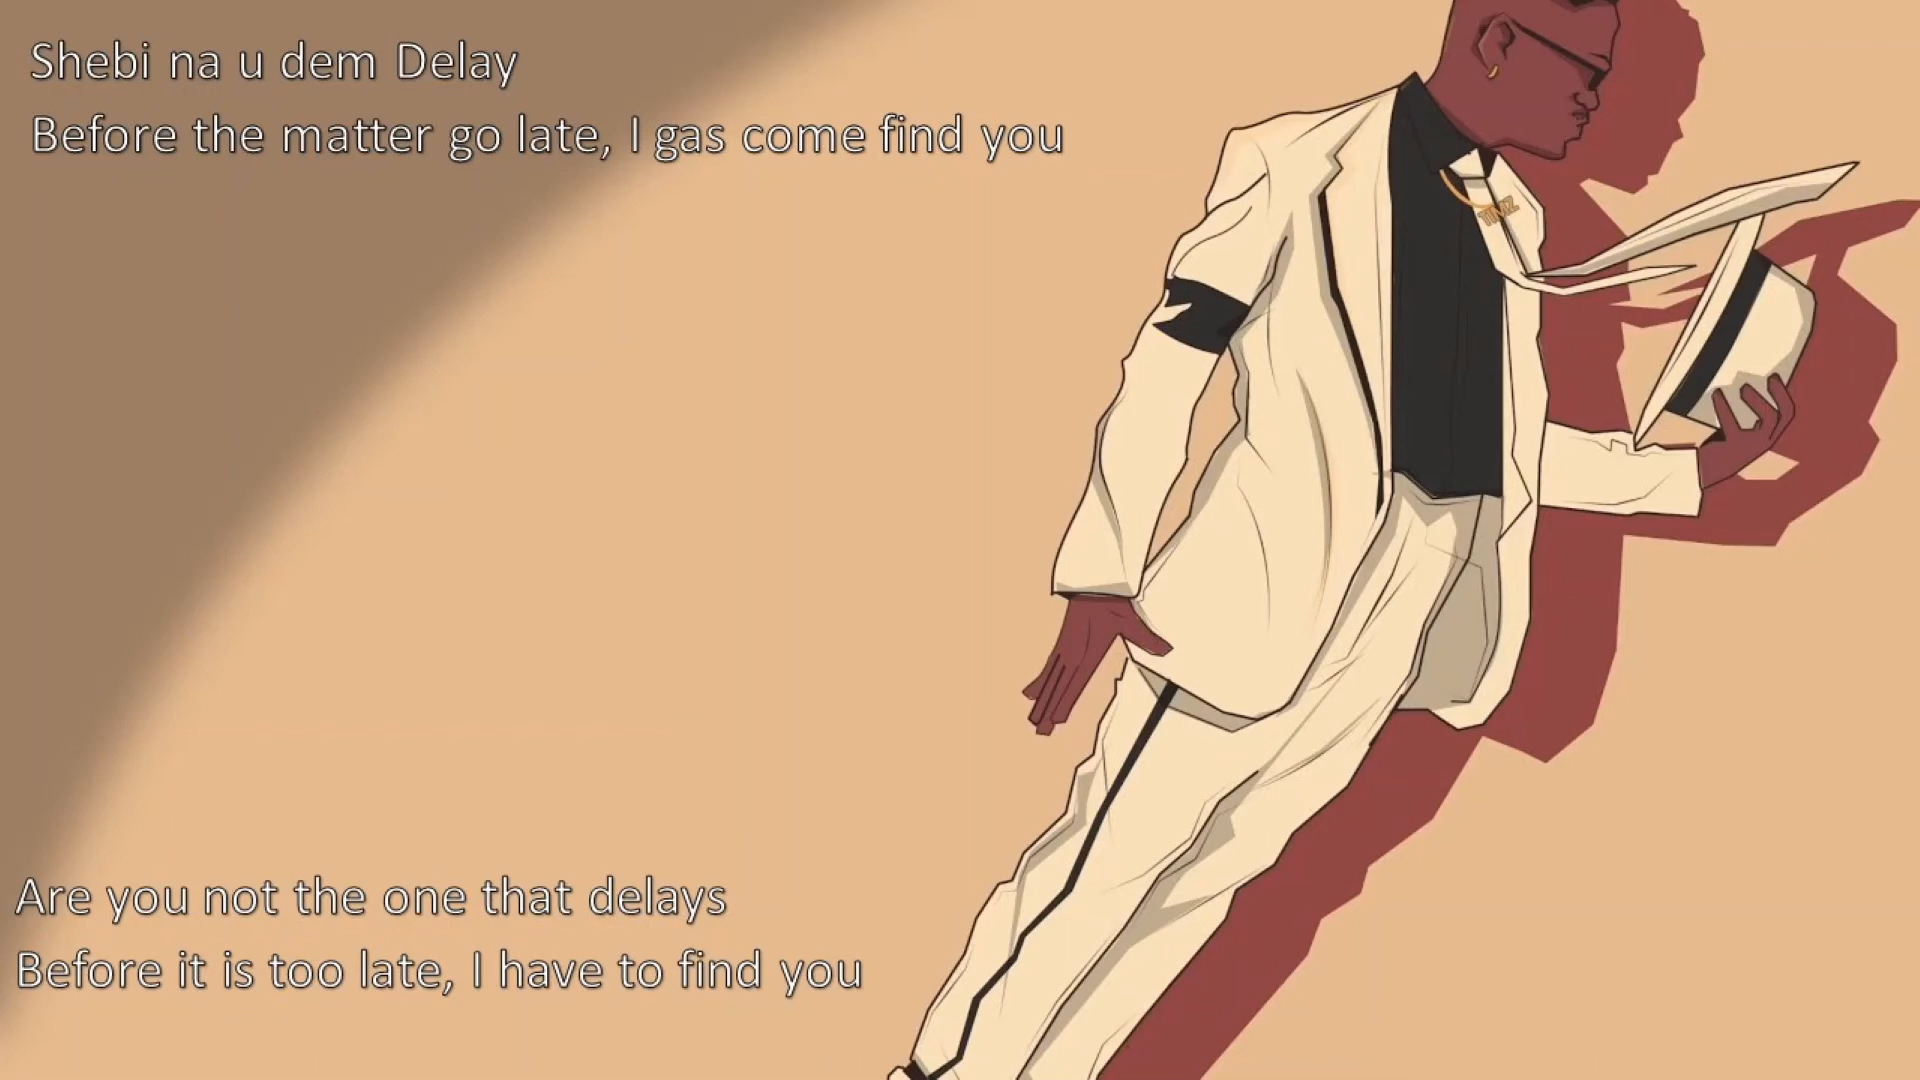 Shebi na u dem Delay
Before the matter go late, I gas come find you
TIMZ
Are you not the one that delays
Before it is too late, I have to find you